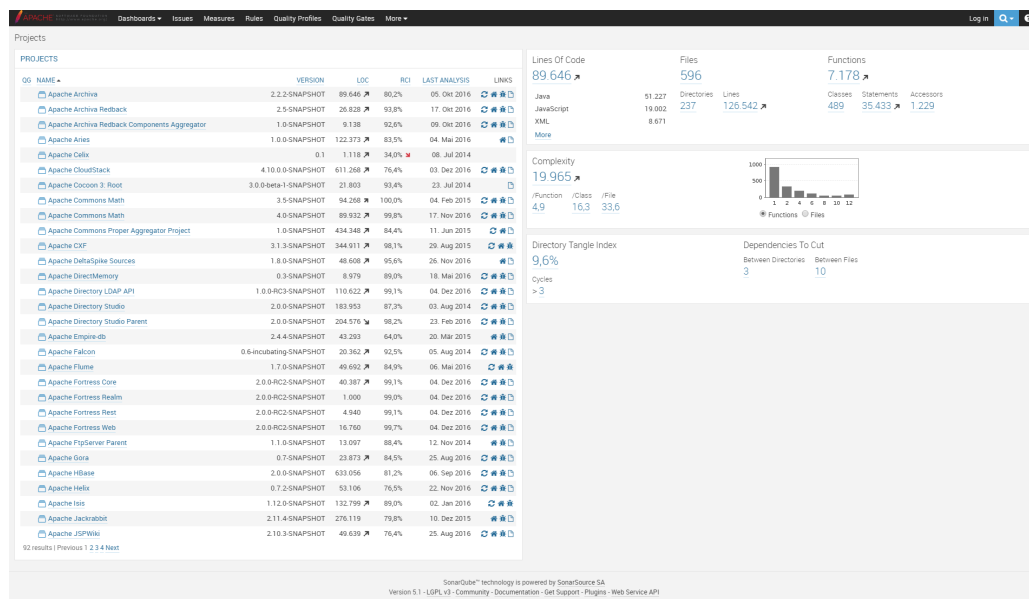 APACHE Dashboards Issues Measures Rules Quality Profiles Quality Gates More Log in
Projects
PROJECTS
QG NAME VERSION LOC RCI LAST ANALYSIS LINKS
Apache Archiva 2.2.2-SNAPSHOT 89.646 80,2% 05. Okt 2016
Apache Archiva Redback 2.5-SNAPSHOT 26.828 93,8% 17. Okt 2016
Apache Archiva Redback Components Aggregator 1.0-SNAPSHOT 9.138 92,6% 09. Okt 2016
Apache Aries 1.0.0-SNAPSHOT 122.373 83,5% 04. Mai 2016
Apache Celix 0.1 1.118 34,0% 08. Jul 2014
Apache CloudStack 4.10.0.0-SNAPSHOT 611.268 76,4% 03. Dez 2016
Apache Cocoon 3: Root 3.0.0-beta-1-SNAPSHOT 21.803 93,4% 23. Jul 2014
Apache Commons Math 3.5-SNAPSHOT 94.268 100,0% 04. Feb 2015
Apache Commons Math 4.0-SNAPSHOT 89.932 99,8% 17. Nov 2016
Apache Commons Proper Aggregator Project 1.0-SNAPSHOT 434.348 84,4% 11. Jun 2015
Apache CXF 3.1.3-SNAPSHOT 344.911 98,1% 29. Aug 2015
Apache DeltaSpike Sources 1.8.0-SNAPSHOT 48.608 95,6% 26. Nov 2016
Apache DirectMemory 0.3-SNAPSHOT 8.979 89,0% 18. Mai 2016
Apache Directory LDAP API 1.0.0-RC3-SNAPSHOT 110.622 99,1% 04. Dez 2016
Apache Directory Studio 2.0.0-SNAPSHOT 183.953 87,3% 03. Aug 2014
Apache Directory Studio Parent 2.0.0-SNAPSHOT 204.576 98,2% 23. Feb 2016
Apache Empire-db 2.4.4-SNAPSHOT 43.293 64,0% 20. Mär 2015
Apache Falcon 0.6-incubating-SNAPSHOT 20.362 92,5% 05. Aug 2014
Apache Flume 1.7.0-SNAPSHOT 49.692 84,9% 06. Mai 2016
Apache Fortress Core 2.0.0-RC2-SNAPSHOT 40.387 99,1% 04. Dez 2016
Apache Fortress Realm 2.0.0-RC2-SNAPSHOT 1.000 99,0% 04. Dez 2016
Apache Fortress Rest 2.0.0-RC2-SNAPSHOT 4.940 99,1% 04. Dez 2016
Apache Fortress Web 2.0.0-RC2-SNAPSHOT 16.760 99,7% 04. Dez 2016
Apache FtpServer Parent 1.1.0-SNAPSHOT 13.097 88,4% 12. Nov 2014
Apache Gora 0.7-SNAPSHOT 23.873 84,5% 25. Aug 2016
Apache HBase 2.0.0-SNAPSHOT 633.056 81,2% 06. Sep 2016
Apache Helix 0.7.2-SNAPSHOT 53.106 76,5% 22. Nov 2016
Apache Isis 1.12.0-SNAPSHOT 132.799 89,0% 02. Jan 2016
Apache Jackrabbit 2.11.4-SNAPSHOT 276.119 79,8% 10. Dez 2015
Apache JSPWiki 2.10.3-SNAPSHOT 49.639 76,4% 25. Aug 2016
92 results | Previous 1 2 3 4 Next
Lines Of Code Files Functions
89.646 596 7.178
Java 51.227 Directories Lines Classes Statements Accessors
JavaScript 19.002 237 126.542 489 35.433 1.229
XML 8.671
More
Complexity
19.965
/Function /Class /File
4,9 16,3 33,6
1000
500
0
1 2 4 6 8 10 12
Functions Files
Directory Tangle Index Dependencies To Cut
9,6% Between Directories Between Files
Cycles 3 10
> 3
SonarQube™ technology is powered by SonarSource SA
Version 5.1 - LGPL v3 - Community - Documentation - Get Support - Plugins - Web Service API